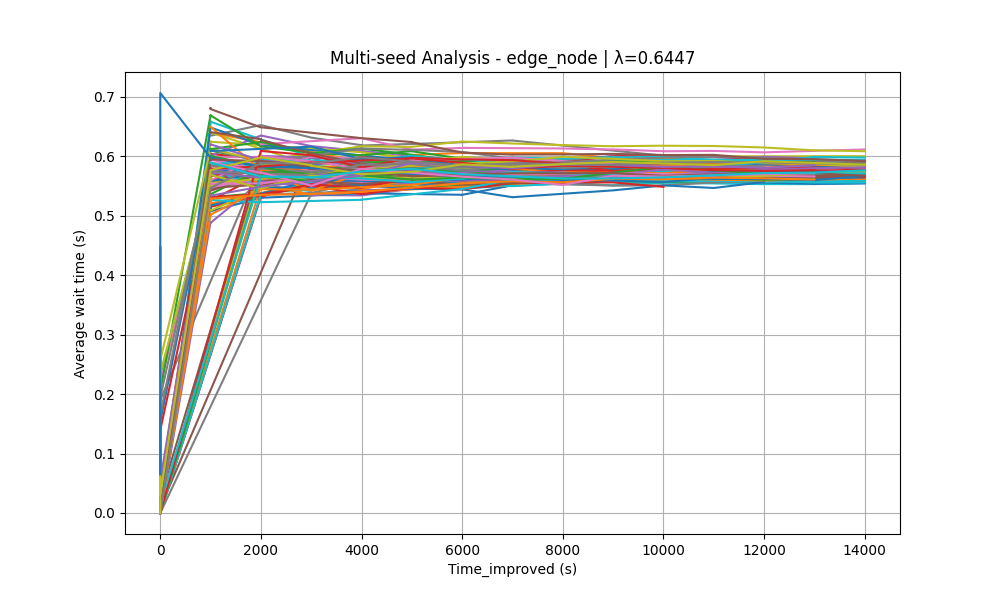 Multi-seed Analysis - edge_node | λ=0.6447
Average wait time (s)
0.7
0.6
0.5
0.4
0.3
0.2
0.1
0.0
0 2000 4000 6000 8000 10000 12000 14000
Time_improved (s)